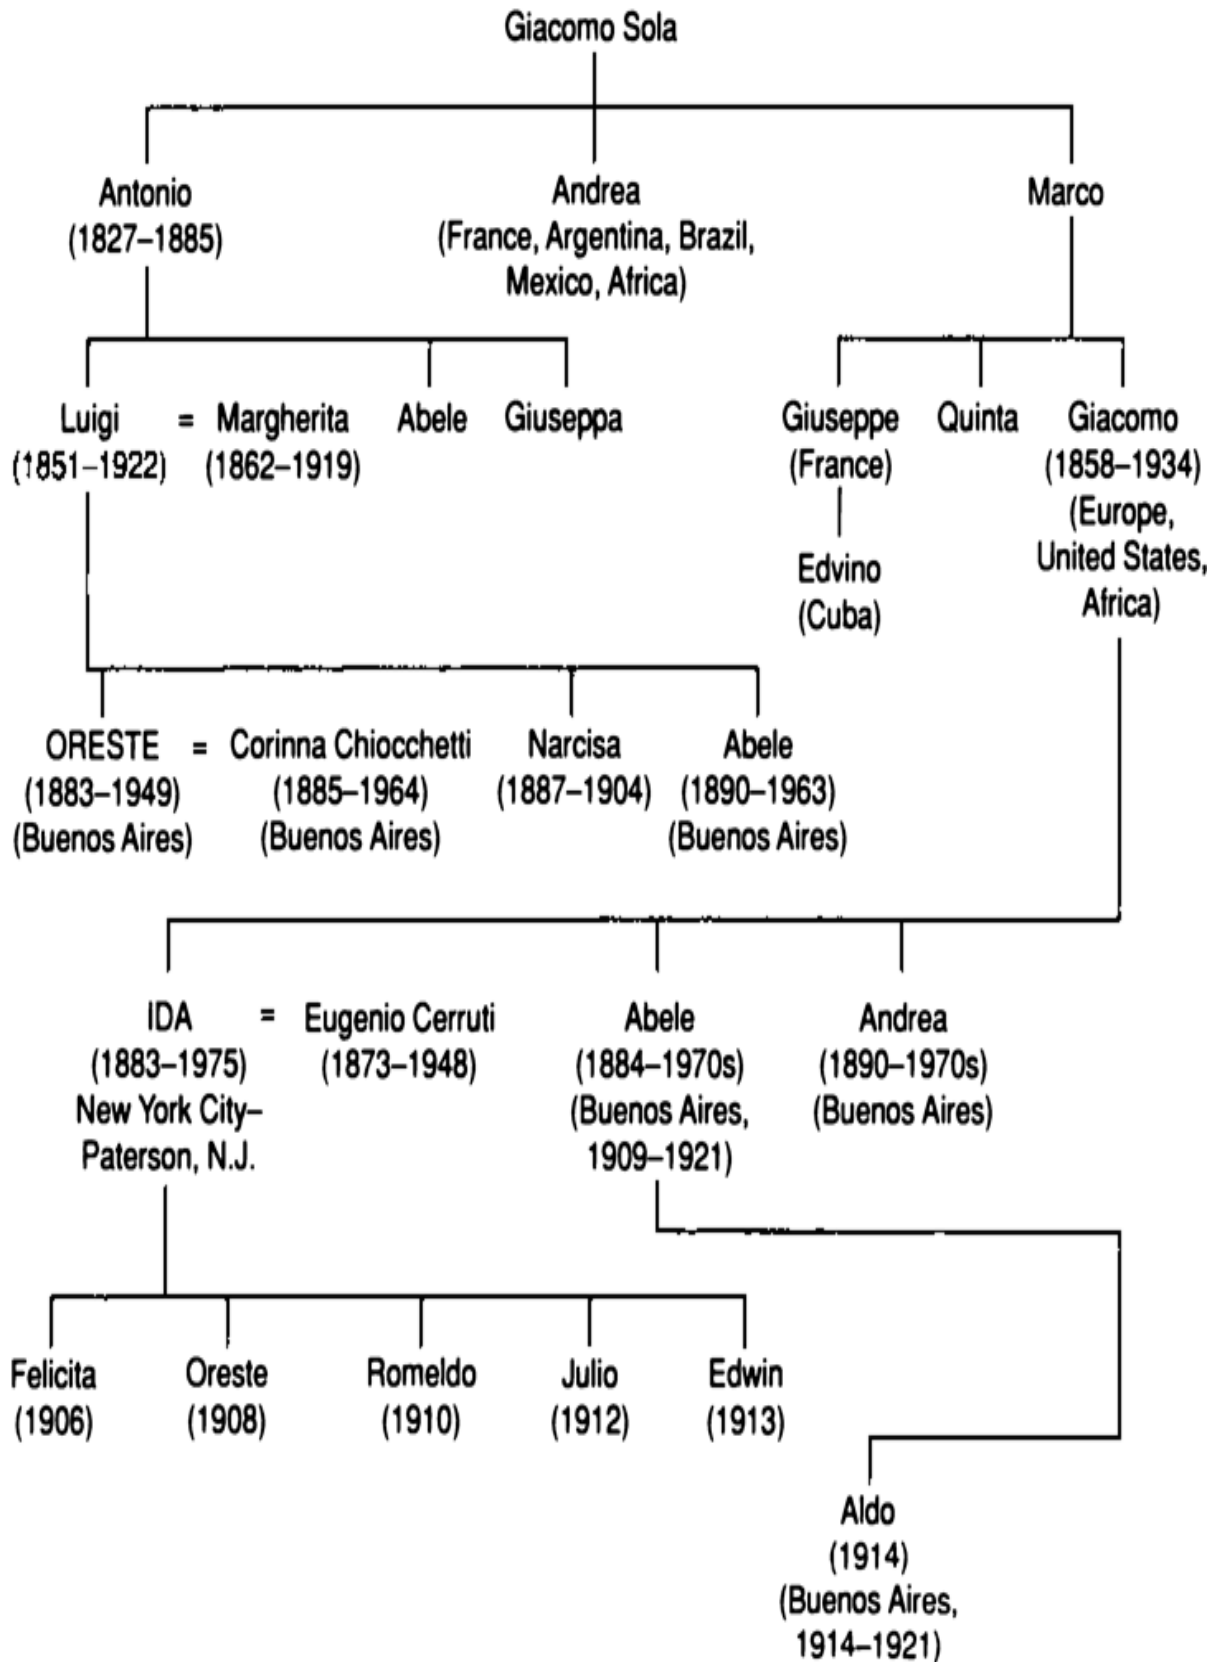 Giacomo Sola
Antonio
(1827–1885)
Andrea
(France, Argentina, Brazil,
Mexico, Africa)
Marco
Luigi = Margherita Abele Giuseppa
(1851–1922) (1862–1919)
Giuseppe Quinta Giacomo
(France) (1858–1934)
(Europe,
United States,
Africa)
Edvino
(Cuba)
ORESTE = Corinna Chiocchetti Narcisa Abele
(1883–1949) (1885–1964) (1887–1904) (1890–1963)
(Buenos Aires) (Buenos Aires) (Buenos Aires)
IDA = Eugenio Cerruti Abele Andrea
(1883–1975) (1873–1948) (1884–1970s) (1890–1970s)
New York City– (Buenos Aires, (Buenos Aires)
Paterson, N.J. 1909–1921)
Felicita Oreste Romeldo Julio Edwin
(1906) (1908) (1910) (1912) (1913)
Aldo
(1914)
(Buenos Aires,
1914–1921)